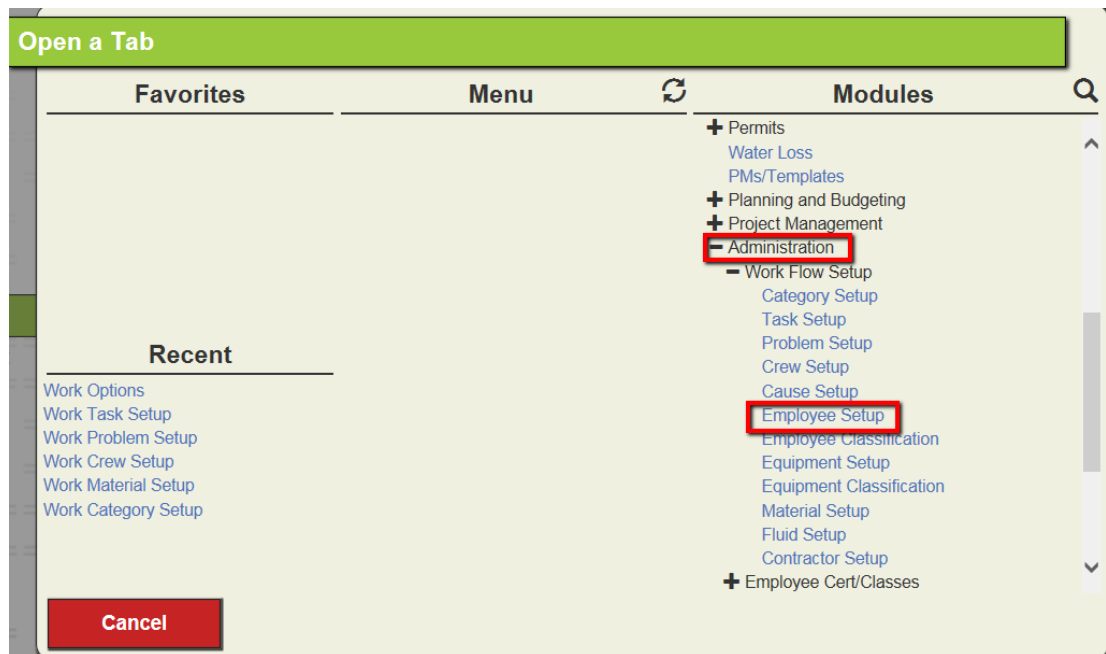 Open a Tab
Favorites
Menu
Modules
Permits
Water Loss
PMs/Templates
Planning and Budgeting
Project Management
Administration
Work Flow Setup
Category Setup
Task Setup
Problem Setup
Crew Setup
Cause Setup
Employee Setup
Employee Classification
Equipment Setup
Equipment Classification
Material Setup
Fluid Setup
Contractor Setup
Employee Cert/Classes
Recent
Work Options
Work Task Setup
Work Problem Setup
Work Crew Setup
Work Material Setup
Work Category Setup
Cancel